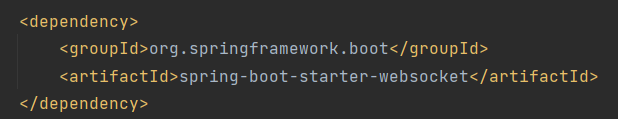 <dependency>
    <groupId>org.springframework.boot</groupId>
    <artifactId>spring-boot-starter-websocket</artifactId>
</dependency>